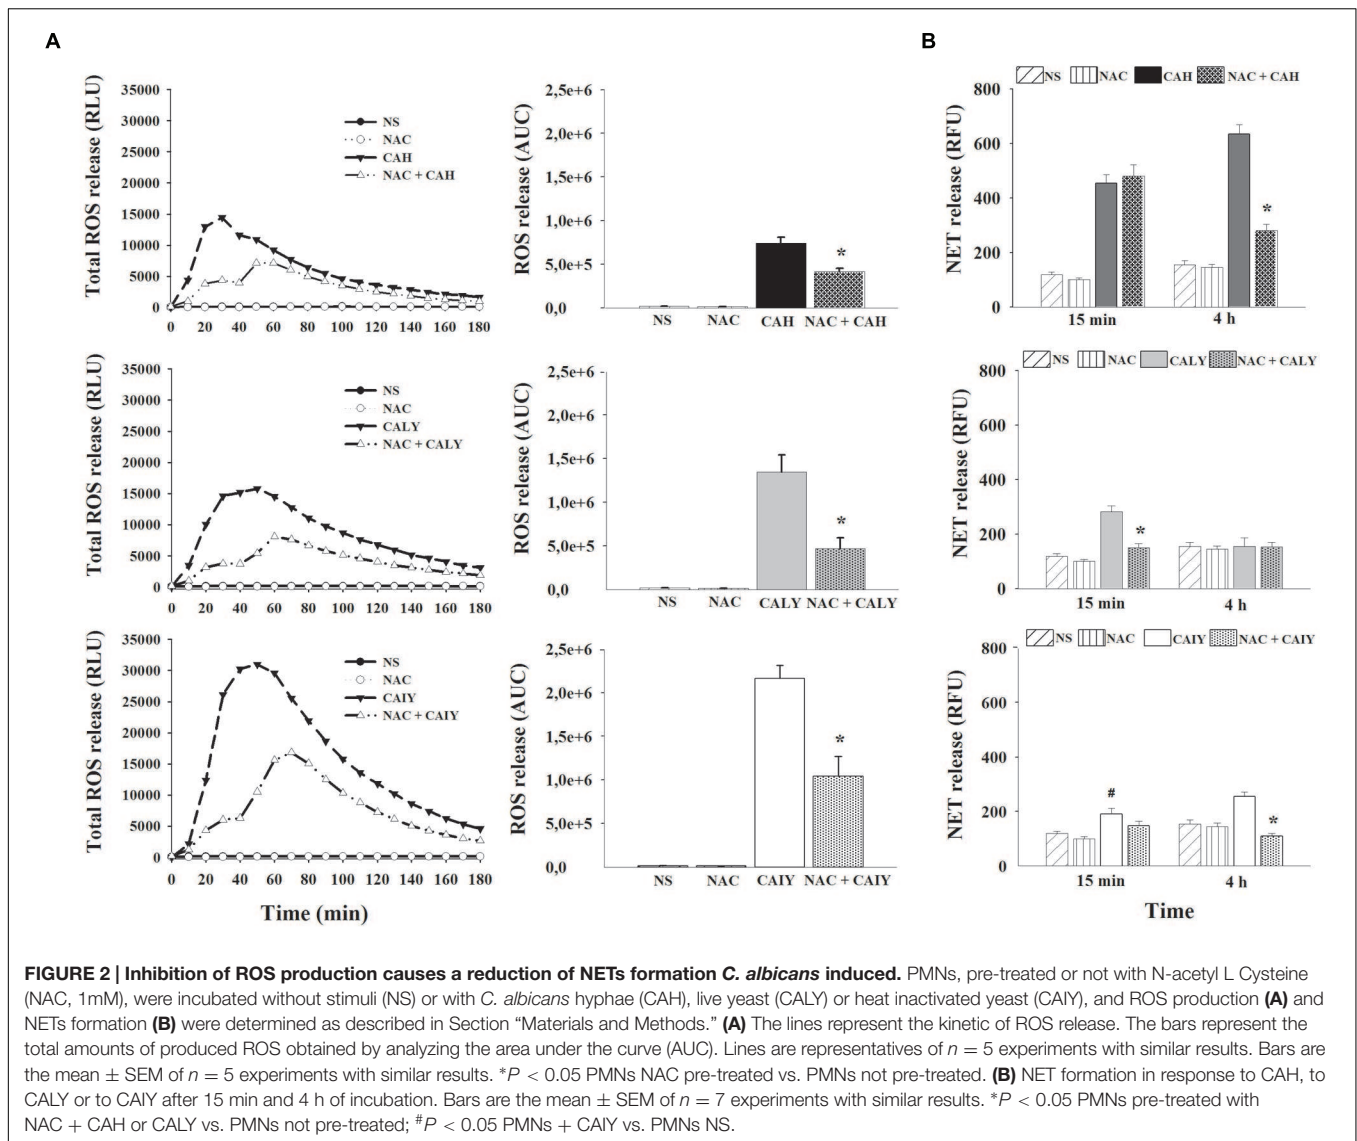 A
B
Total ROS release (RLU)
35000
30000
25000
20000
15000
10000
5000
0
0 20 40 60 80 100 120 140 160 180
NS
NAC
CAH
NAC + CAH
ROS release (AUC)
2,5e+6
2,0e+6
1,5e+6
1,0e+6
5,0e+5
0,0
*
NS NAC CAH NAC + CAH
NS NAC CAH NAC + CAH
NET release (RFU)
800
600
400
200
0
*
15 min 4 h
Total ROS release (RLU)
35000
30000
25000
20000
15000
10000
5000
0
0 20 40 60 80 100 120 140 160 180
NS
NAC
CALY
NAC + CALY
ROS release (AUC)
2,5e+6
2,0e+6
1,5e+6
1,0e+6
5,0e+5
0,0
*
NS NAC CALY NAC + CALY
NS NAC CALY NAC + CALY
NET release (RFU)
800
600
400
200
0
* 
15 min 4 h
Total ROS release (RLU)
35000
30000
25000
20000
15000
10000
5000
0
0 20 40 60 80 100 120 140 160 180
NS
NAC
CAIY
NAC + CAIY
Time (min)
ROS release (AUC)
2,5e+6
2,0e+6
1,5e+6
1,0e+6
5,0e+5
0,0
*
NS NAC CAIY NAC + CAIY
NS NAC CAIY NAC + CAIY
NET release (RFU)
800
600
400
200
0
# *
15 min 4 h
Time
FIGURE 2 | Inhibition of ROS production causes a reduction of NETs formation C. albicans induced. PMNs, pre-treated or not with N-acetyl L Cysteine
(NAC, 1mM), were incubated without stimuli (NS) or with C. albicans hyphae (CAH), live yeast (CALY) or heat inactivated yeast (CAIY), and ROS production (A) and
NETs formation (B) were determined as described in Section “Materials and Methods.” (A) The lines represent the kinetic of ROS release. The bars represent the
total amounts of produced ROS obtained by analyzing the area under the curve (AUC). Lines are representatives of n = 5 experiments with similar results. Bars are
the mean ± SEM of n = 5 experiments with similar results. *P < 0.05 PMNs NAC pre-treated vs. PMNs not pre-treated. (B) NET formation in response to CAH, to
CALY or to CAIY after 15 min and 4 h of incubation. Bars are the mean ± SEM of n = 7 experiments with similar results. *P < 0.05 PMNs pre-treated with
NAC + CAH or CALY vs. PMNs not pre-treated; #P < 0.05 PMNs + CAIY vs. PMNs NS.